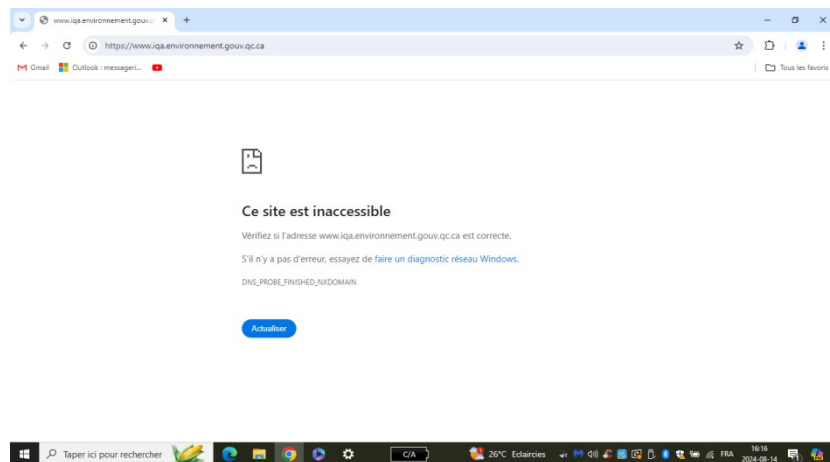 www.iqa.environnement.gouv.c
https://www.iqa.environnement.gouv.qc.ca
Gmail
Outlook : messageri...
Tous les favoris
Ce site est inaccessible
Vérifiez si l'adresse www.iqa.environnement.gouv.qc.ca est correcte.
S'il n'y a pas d'erreur, essayez de faire un diagnostic réseau Windows.
DNS_PROBE_FINISHED_NXDOMAIN
Actualiser
Taper ici pour rechercher
C/A
26°C Eclaircies
FRA
16:16
2024-08-14